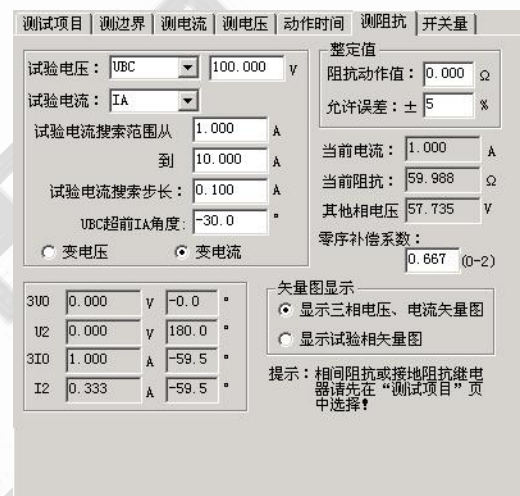 测试项目 测边界 测电流 测电压 动作时间 测阻抗 开关量
试验电压： UBC 100.000 V
试验电流： IA
试验电流搜索范围从 1.000 A
到 10.000 A
试验电流搜索步长： 0.100 A
UBC超前IA角度: -30.0 °
变电压 变电流
整定值
阻抗动作值： 0.000 Ω
允许误差：± 5 %
当前电流： 1.000 A
当前阻抗： 59.988 Ω
其他相电压 57.735 V
零序补偿系数：
0.667 (0-2)
3U0 0.000 V -0.0 °
U2 0.000 V 180.0 °
3I0 1.000 A -59.5 °
I2 0.333 A -59.5 °
矢量图显示
显示三相电压、电流矢量图
显示试验相矢量图
提示：相间阻抗或接地阻抗继电
器请先在“测试项目”页
中选择！